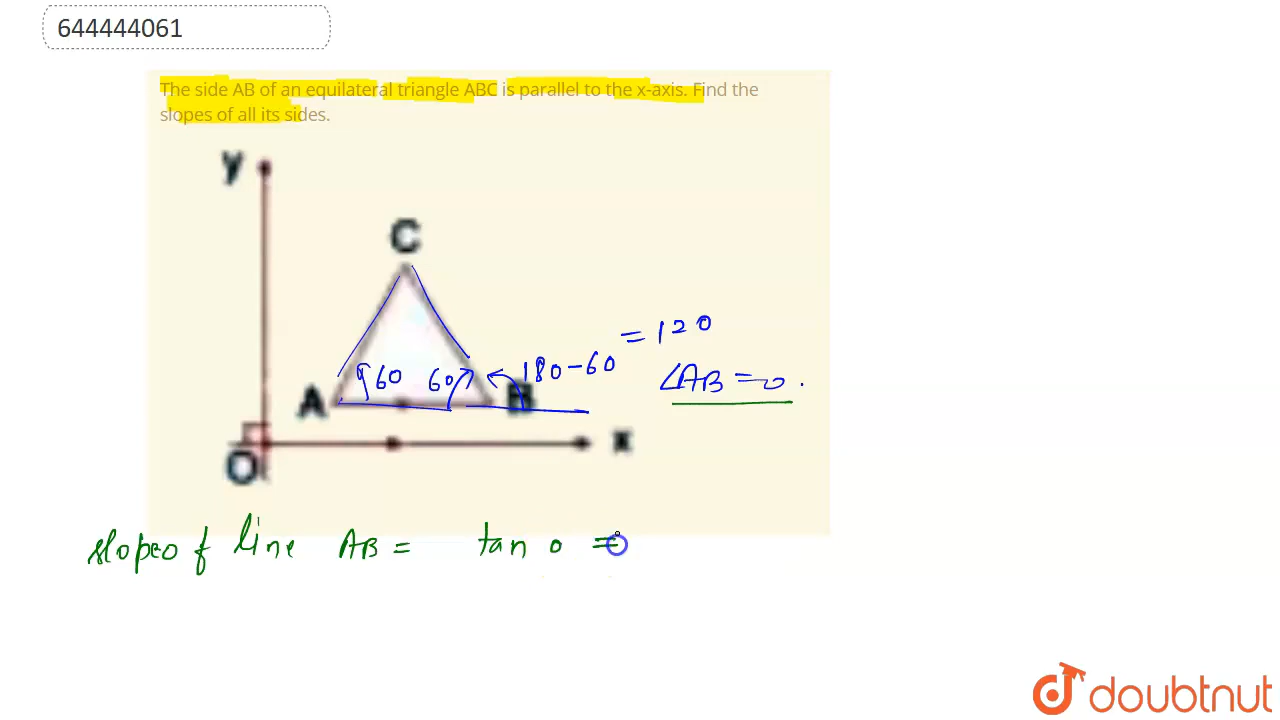 644444061
The side AB of an equilateral triangle ABC is parallel to the x-axis. Find the
slopes of all its sides.
y
C
= 120
60 60 180-60
∠AB = 0.
A B
x
O
slope of line AB = tan 0 =
doubtnut